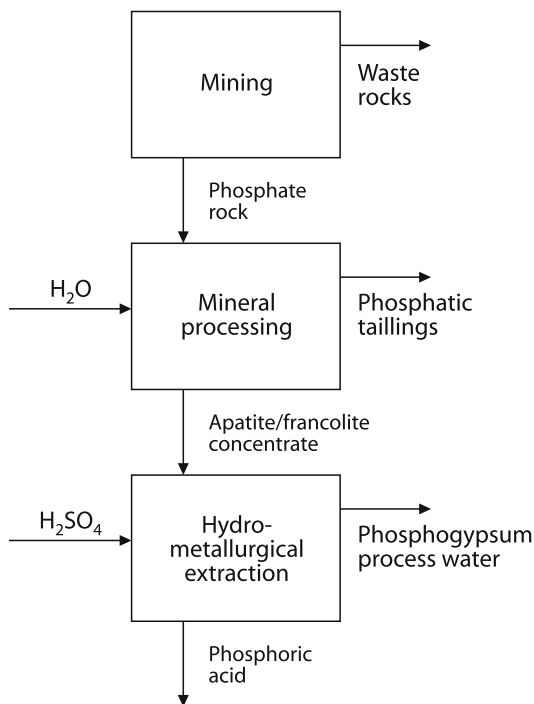 Mining
Waste
rocks
Phosphate
rock
H₂O
Mineral
processing
Phosphatic
taillings
Apatite/francolite
concentrate
H₂SO₄
Hydro-
metallurgical
extraction
Phosphogypsum
process water
Phosphoric
acid